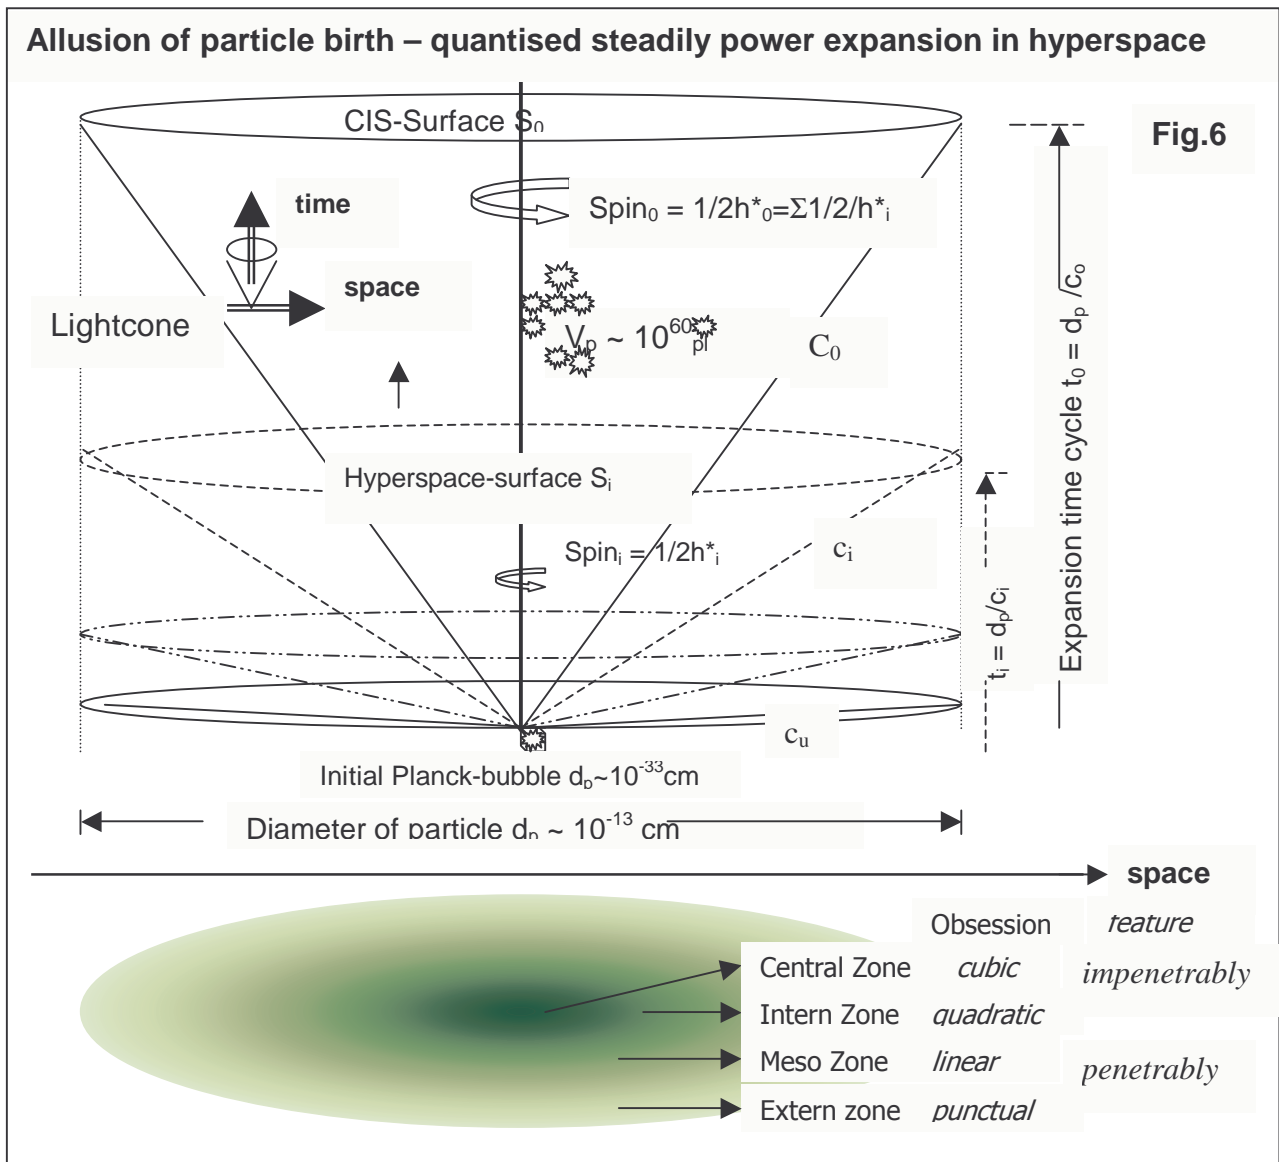 Allusion of particle birth – quantised steadily power expansion in hyperspace
Fig.6
CIS-Surface S₀
time
Spin₀ = 1/2h*₀=Σ1/2/h*ᵢ
space
Lightcone
Vₚ ~ 10⁶⁰ₚₗ
C₀
Expansion time cycle t₀ = dₚ /cₒ
Hyperspace-surface Sᵢ
Spinᵢ = 1/2h*ᵢ
cᵢ
tᵢ = dₚ/cᵢ
cᵤ
Initial Planck-bubble dₚ~10⁻³³cm
Diameter of particle dₚ ~ 10⁻¹³ cm
space
Obsession feature
Central Zone cubic impenetrably
Intern Zone quadratic
Meso Zone linear penetrably
Extern zone punctual